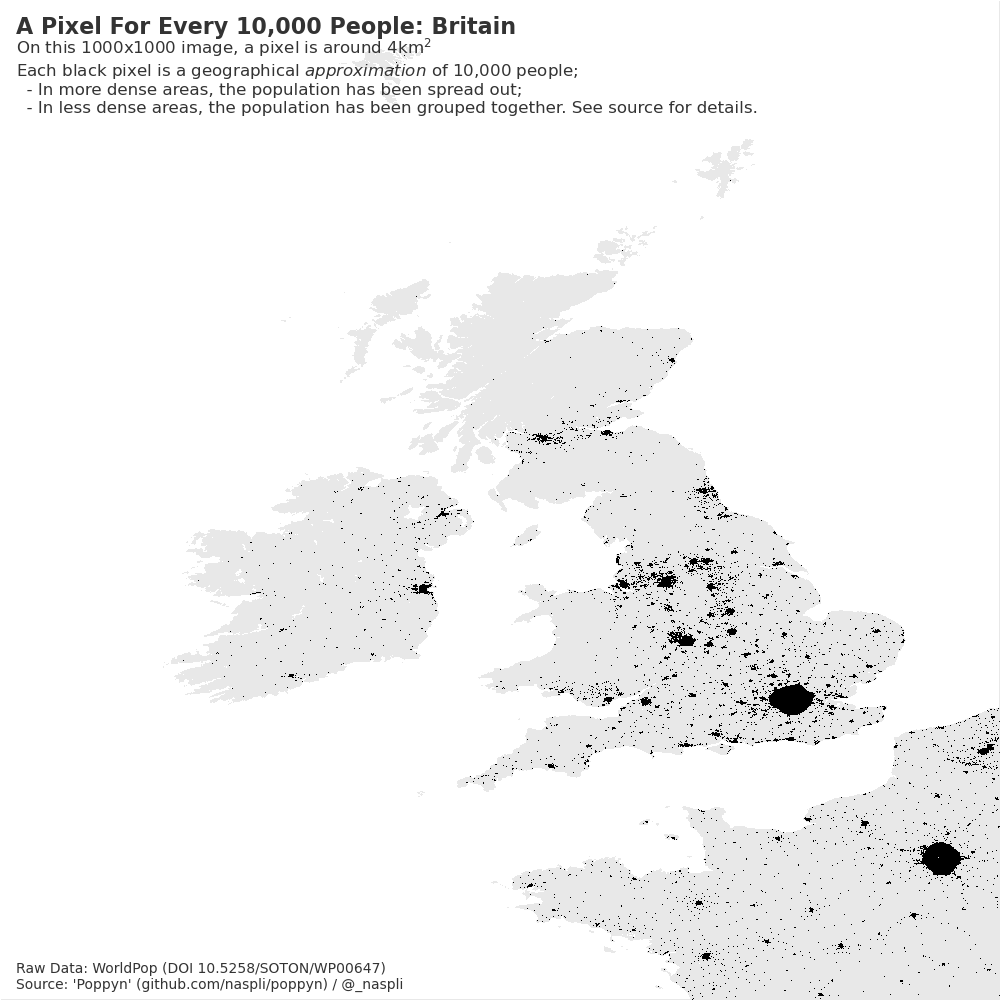 A Pixel For Every 10,000 People: Britain
On this 1000x1000 image, a pixel is around 4km²
Each black pixel is a geographical approximation of 10,000 people;
- In more dense areas, the population has been spread out;
- In less dense areas, the population has been grouped together. See source for details.
Raw Data: WorldPop (DOI 10.5258/SOTON/WP00647)
Source: 'Poppyn' (github.com/naspli/poppyn) / @_naspli